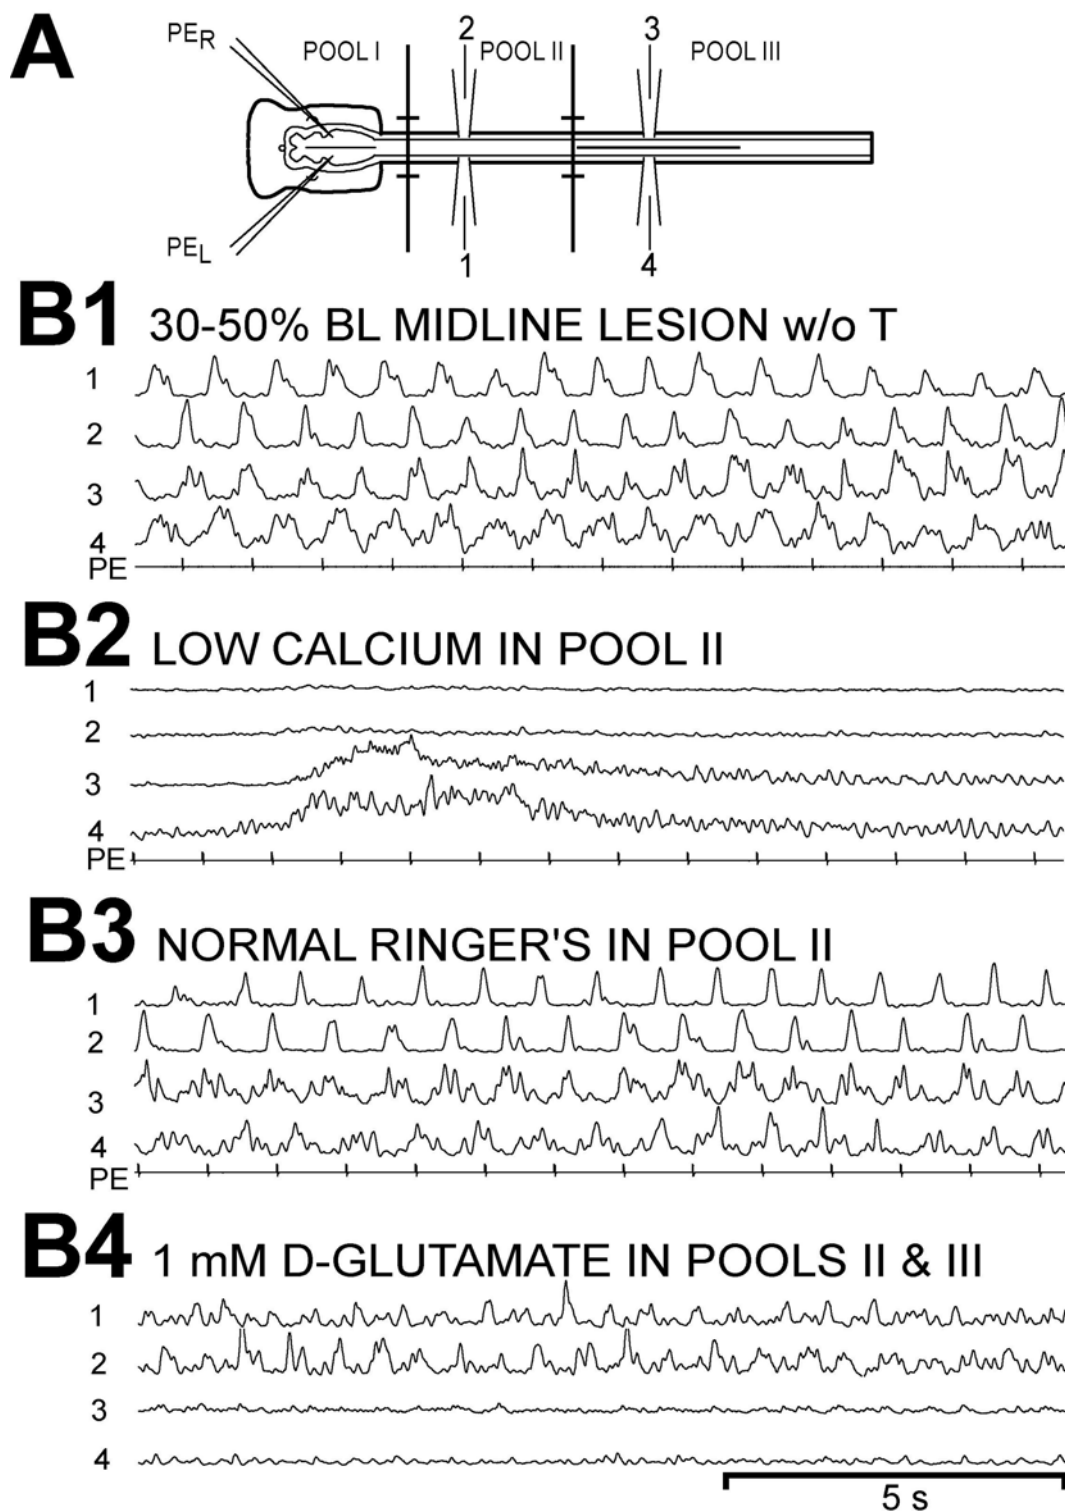 A
PER
POOL I
2
POOL II
3
POOL III
PEL
1
4
B1 30-50% BL MIDLINE LESION w/o T
1
2
3
4
PE
B2 LOW CALCIUM IN POOL II
1
2
3
4
PE
B3 NORMAL RINGER'S IN POOL II
1
2
3
4
PE
B4 1 mM D-GLUTAMATE IN POOLS II & III
1
2
3
4
5 s